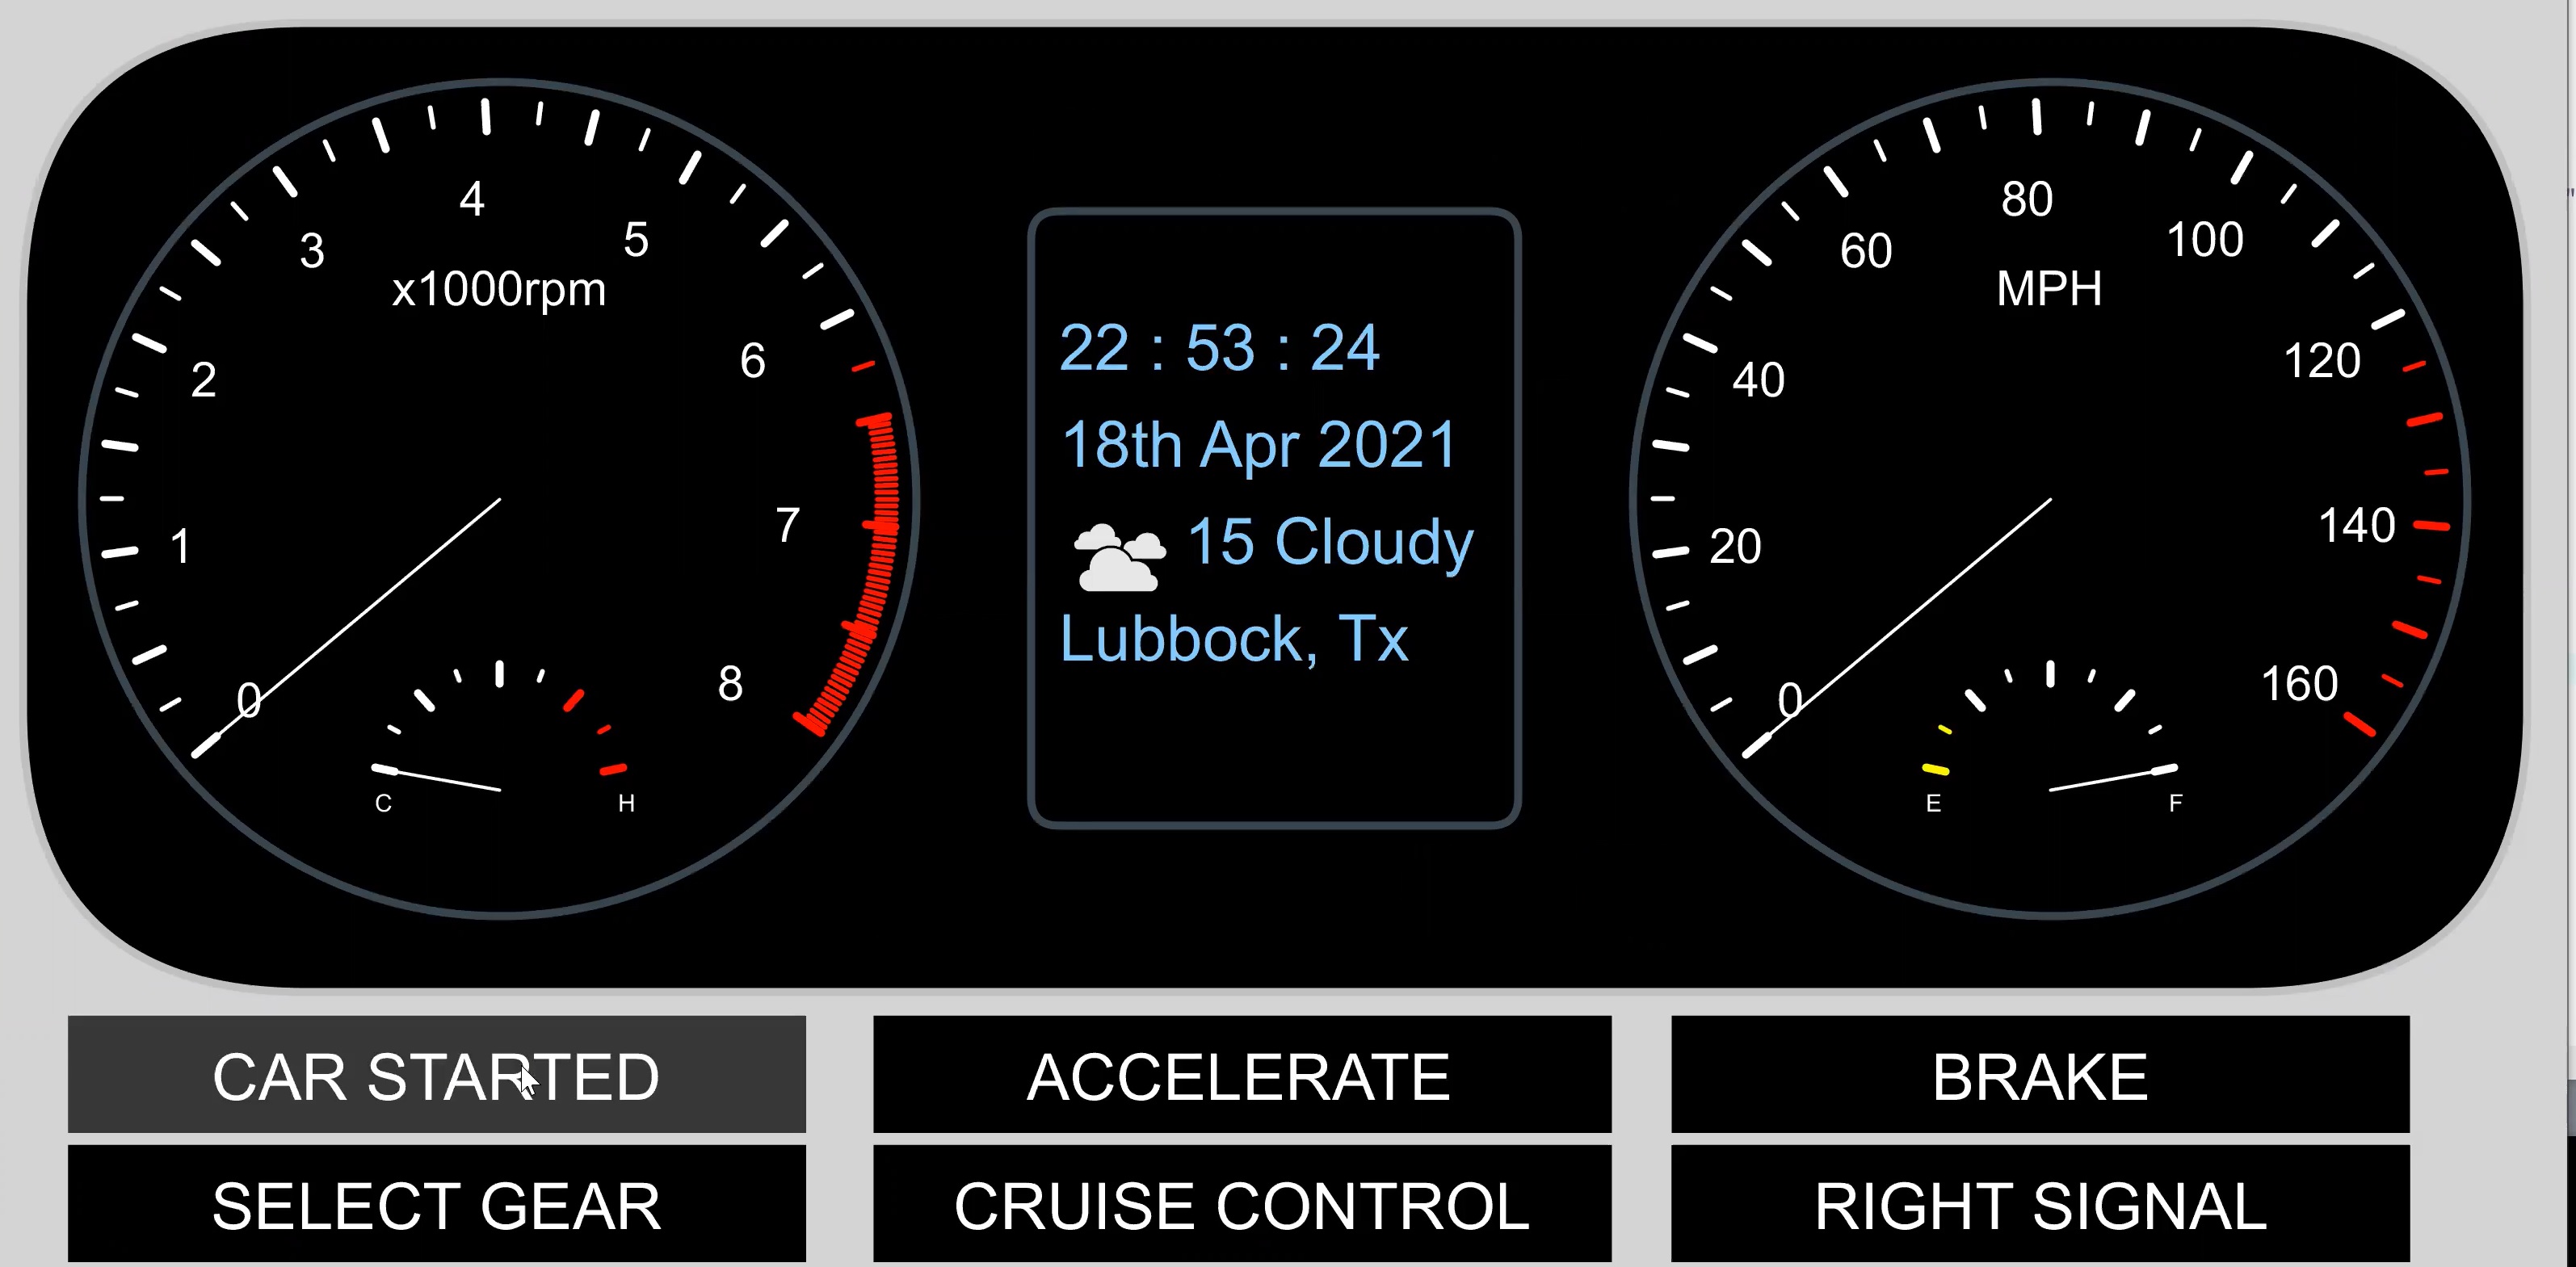 4
3
5
x1000rpm
2
6
1
7
0
8
C
H
22 : 53 : 24
18th Apr 2021
15 Cloudy
Lubbock, Tx
80
60
100
MPH
40
120
20
140
0
160
E
F
CAR STARTED
ACCELERATE
BRAKE
SELECT GEAR
CRUISE CONTROL
RIGHT SIGNAL